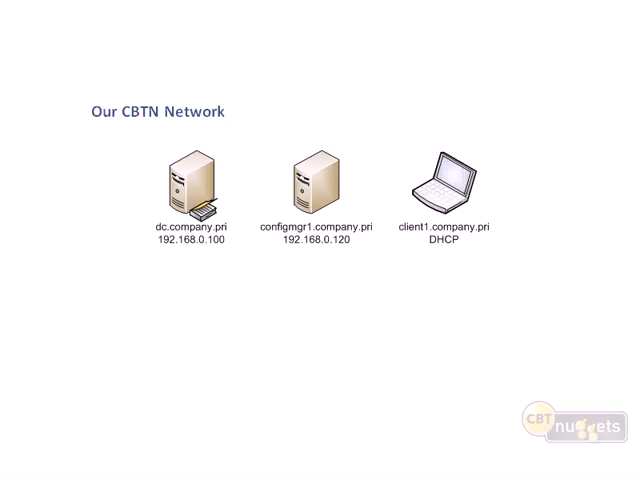 Our CBTN Network
dc.company.pri
192.168.0.100
configmgr1.company.pri
192.168.0.120
client1.company.pri
DHCP
CBT
nuggets